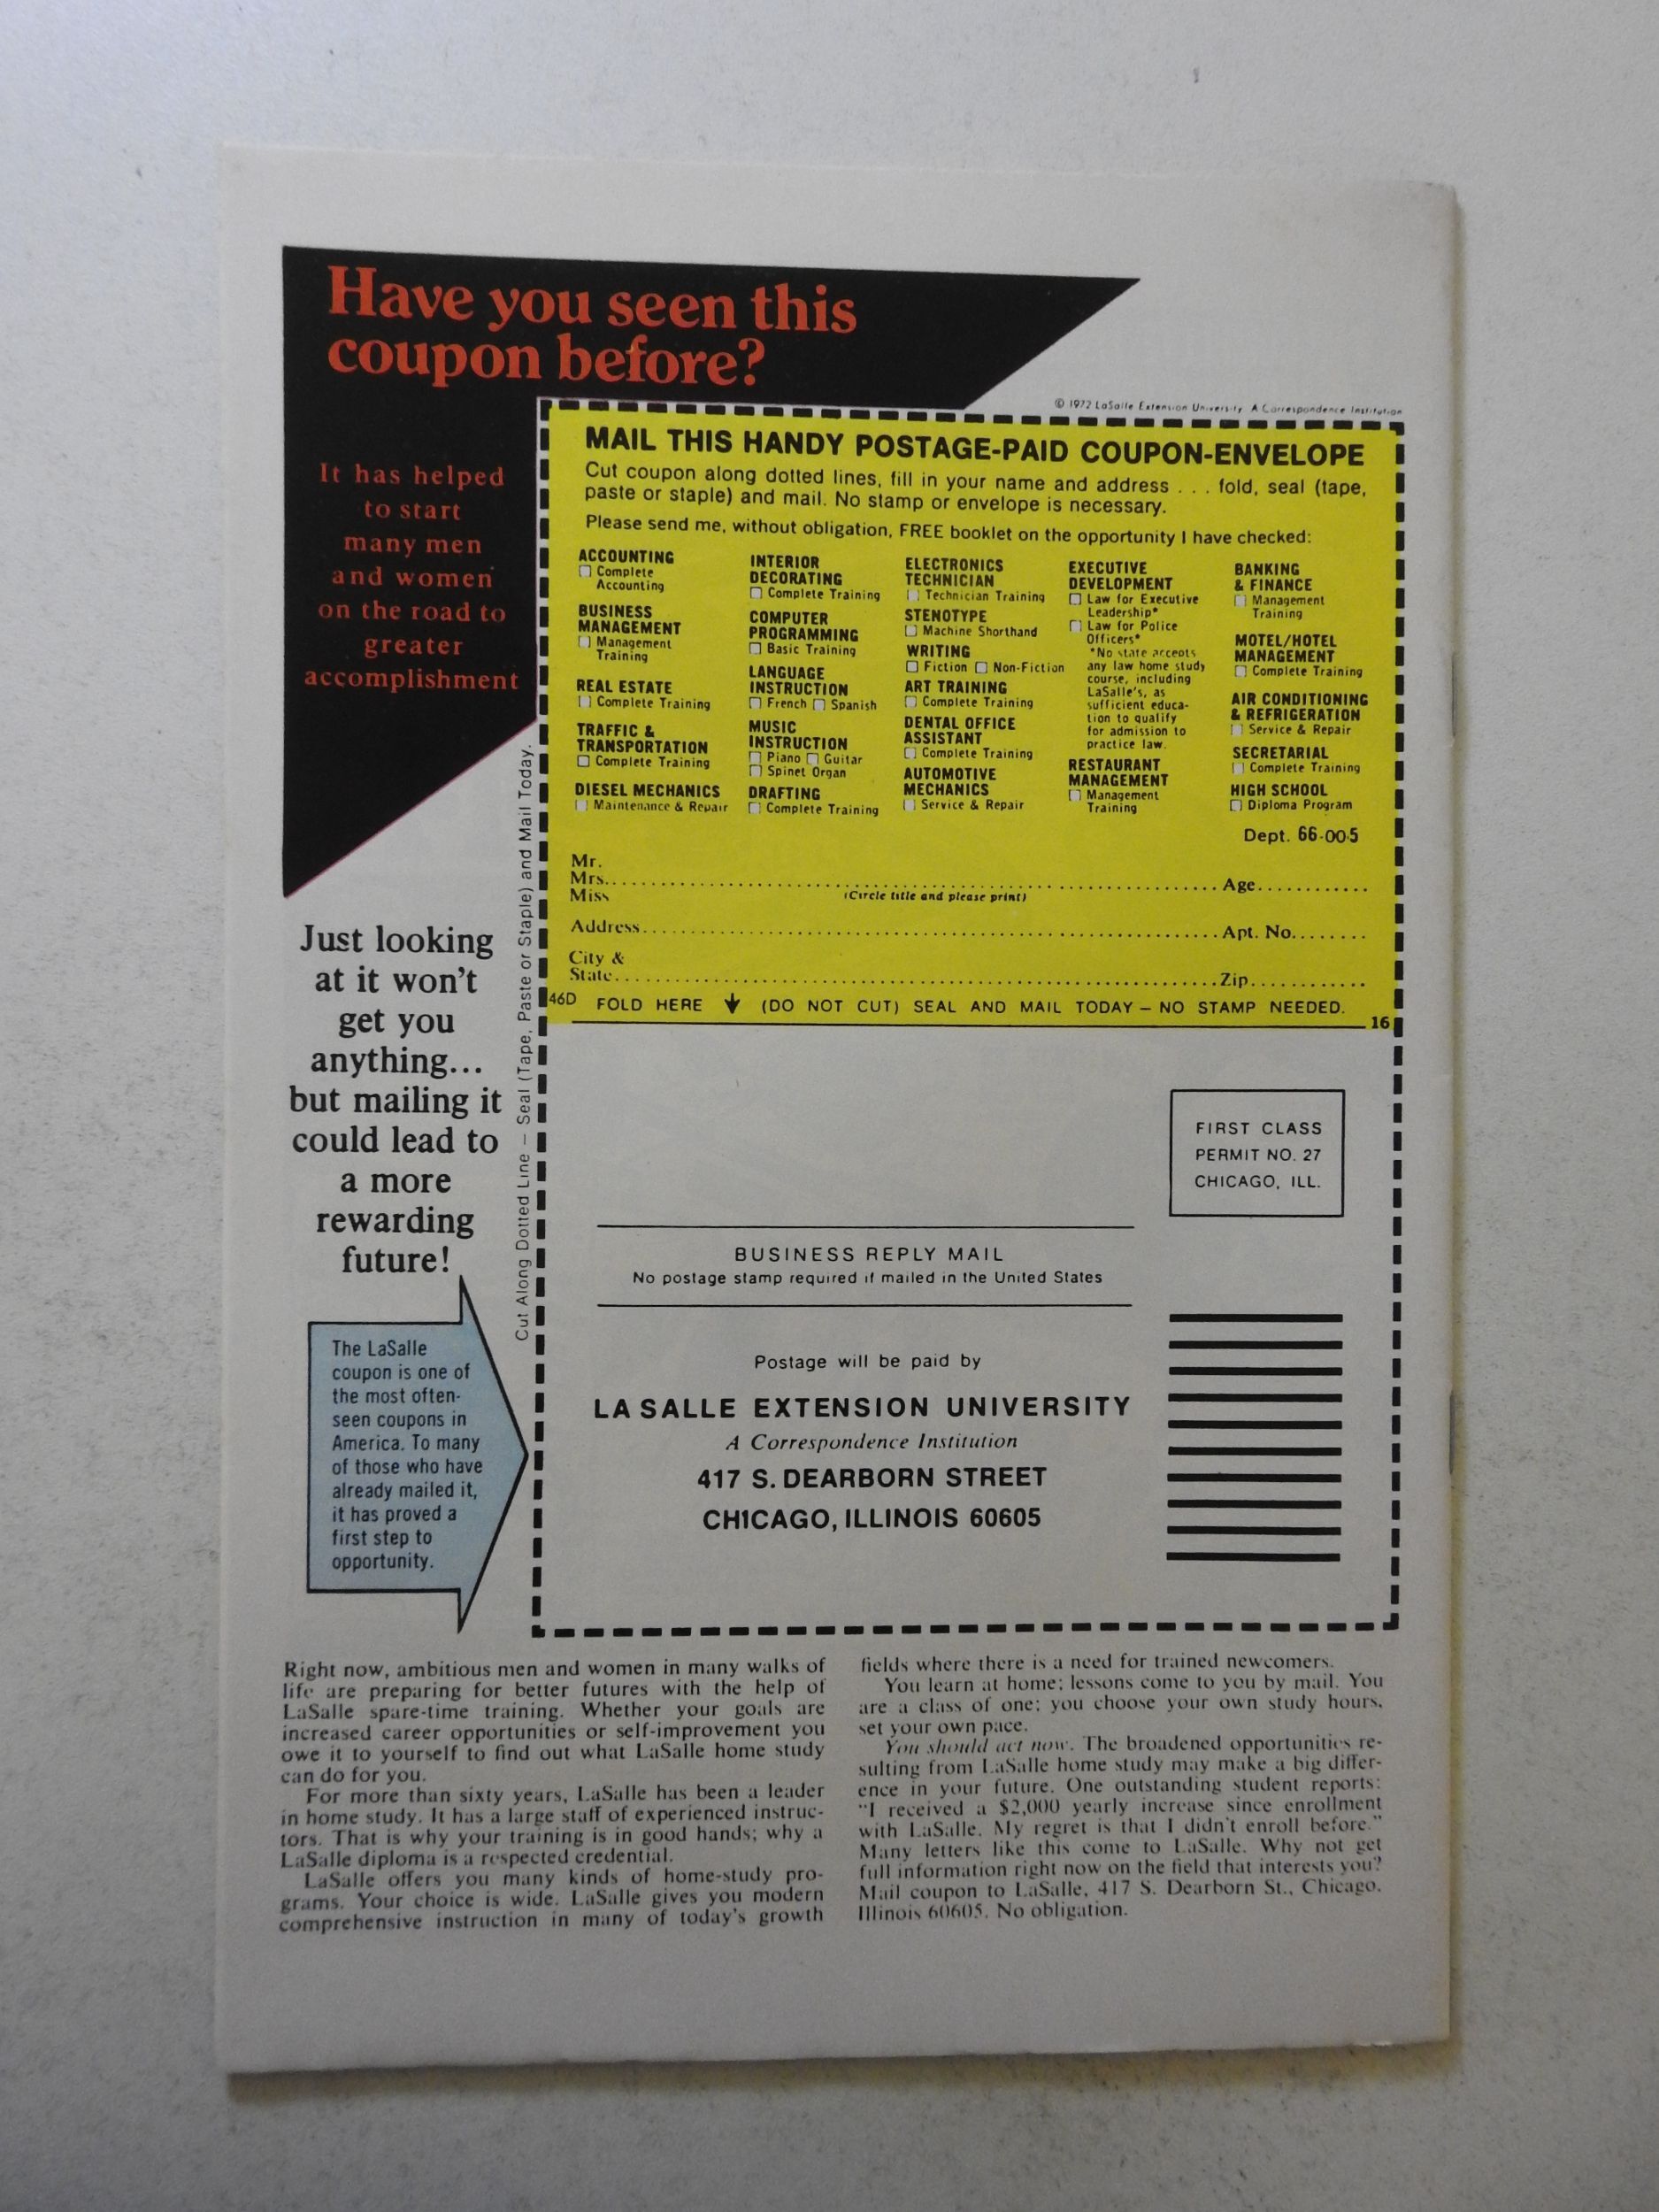 Have you seen this
coupon before?
It has helped
to start
many men
and women
on the road to
greater
accomplishment
© 1972 LaSalle Extension University A Correspondence Institution
MAIL THIS HANDY POSTAGE-PAID COUPON-ENVELOPE
Cut coupon along dotted lines, fill in your name and address . . . fold, seal (tape,
paste or staple) and mail. No stamp or envelope is necessary.
Please send me, without obligation, FREE booklet on the opportunity I have checked:
ACCOUNTING
Complete
Accounting
BUSINESS
MANAGEMENT
Management
Training
REAL ESTATE
Complete Training
TRAFFIC &
TRANSPORTATION
Complete Training
DIESEL MECHANICS
Maintenance & Repair
INTERIOR
DECORATING
Complete Training
COMPUTER
PROGRAMMING
Basic Training
LANGUAGE
INSTRUCTION
French Spanish
MUSIC
INSTRUCTION
Piano Guitar
Spinet Organ
DRAFTING
Complete Training
ELECTRONICS
TECHNICIAN
Technician Training
STENOTYPE
Machine Shorthand
WRITING
Fiction Non-Fiction
ART TRAINING
Complete Training
DENTAL OFFICE
ASSISTANT
Complete Training
AUTOMOTIVE
MECHANICS
Service & Repair
EXECUTIVE
DEVELOPMENT
Law for Executive
Leadership*
Law for Police
Officers*
*No state accepts
any law home study
course, including
LaSalle's, as
sufficient educa-
tion to qualify
for admission to
practice law.
RESTAURANT
MANAGEMENT
Management
Training
BANKING
& FINANCE
Management
Training
MOTEL/HOTEL
MANAGEMENT
Complete Training
AIR CONDITIONING
& REFRIGERATION
Service & Repair
SECRETARIAL
Complete Training
HIGH SCHOOL
Diploma Program
Dept. 66-005
Mr.
Mrs. Age
Miss (Circle title and please print)
Address Apt. No.
City &
State Zip
46D FOLD HERE (DO NOT CUT) SEAL AND MAIL TODAY – NO STAMP NEEDED.
16
Cut Along Dotted Line – Seal (Tape, Paste or Staple) and Mail Today.
Just looking
at it won't
get you
anything...
but mailing it
could lead to
a more
rewarding
future!
The LaSalle
coupon is one of
the most often-
seen coupons in
America. To many
of those who have
already mailed it,
it has proved a
first step to
opportunity.
FIRST CLASS
PERMIT NO. 27
CHICAGO, ILL.
BUSINESS REPLY MAIL
No postage stamp required if mailed in the United States
Postage will be paid by
LA SALLE EXTENSION UNIVERSITY
A Correspondence Institution
417 S. DEARBORN STREET
CHICAGO, ILLINOIS 60605
Right now, ambitious men and women in many walks of
life are preparing for better futures with the help of
LaSalle spare-time training. Whether your goals are
increased career opportunities or self-improvement you
owe it to yourself to find out what LaSalle home study
can do for you.
For more than sixty years, LaSalle has been a leader
in home study. It has a large staff of experienced instruc-
tors. That is why your training is in good hands; why a
LaSalle diploma is a respected credential.
LaSalle offers you many kinds of home-study pro-
grams. Your choice is wide. LaSalle gives you modern
comprehensive instruction in many of today's growth
fields where there is a need for trained newcomers.
You learn at home; lessons come to you by mail. You
are a class of one; you choose your own study hours,
set your own pace.
You should act now. The broadened opportunities re-
sulting from LaSalle home study may make a big differ-
ence in your future. One outstanding student reports:
"I received a $2,000 yearly increase since enrollment
with LaSalle. My regret is that I didn't enroll before."
Many letters like this come to LaSalle. Why not get
full information right now on the field that interests you?
Mail coupon to LaSalle, 417 S. Dearborn St., Chicago,
Illinois 60605. No obligation.